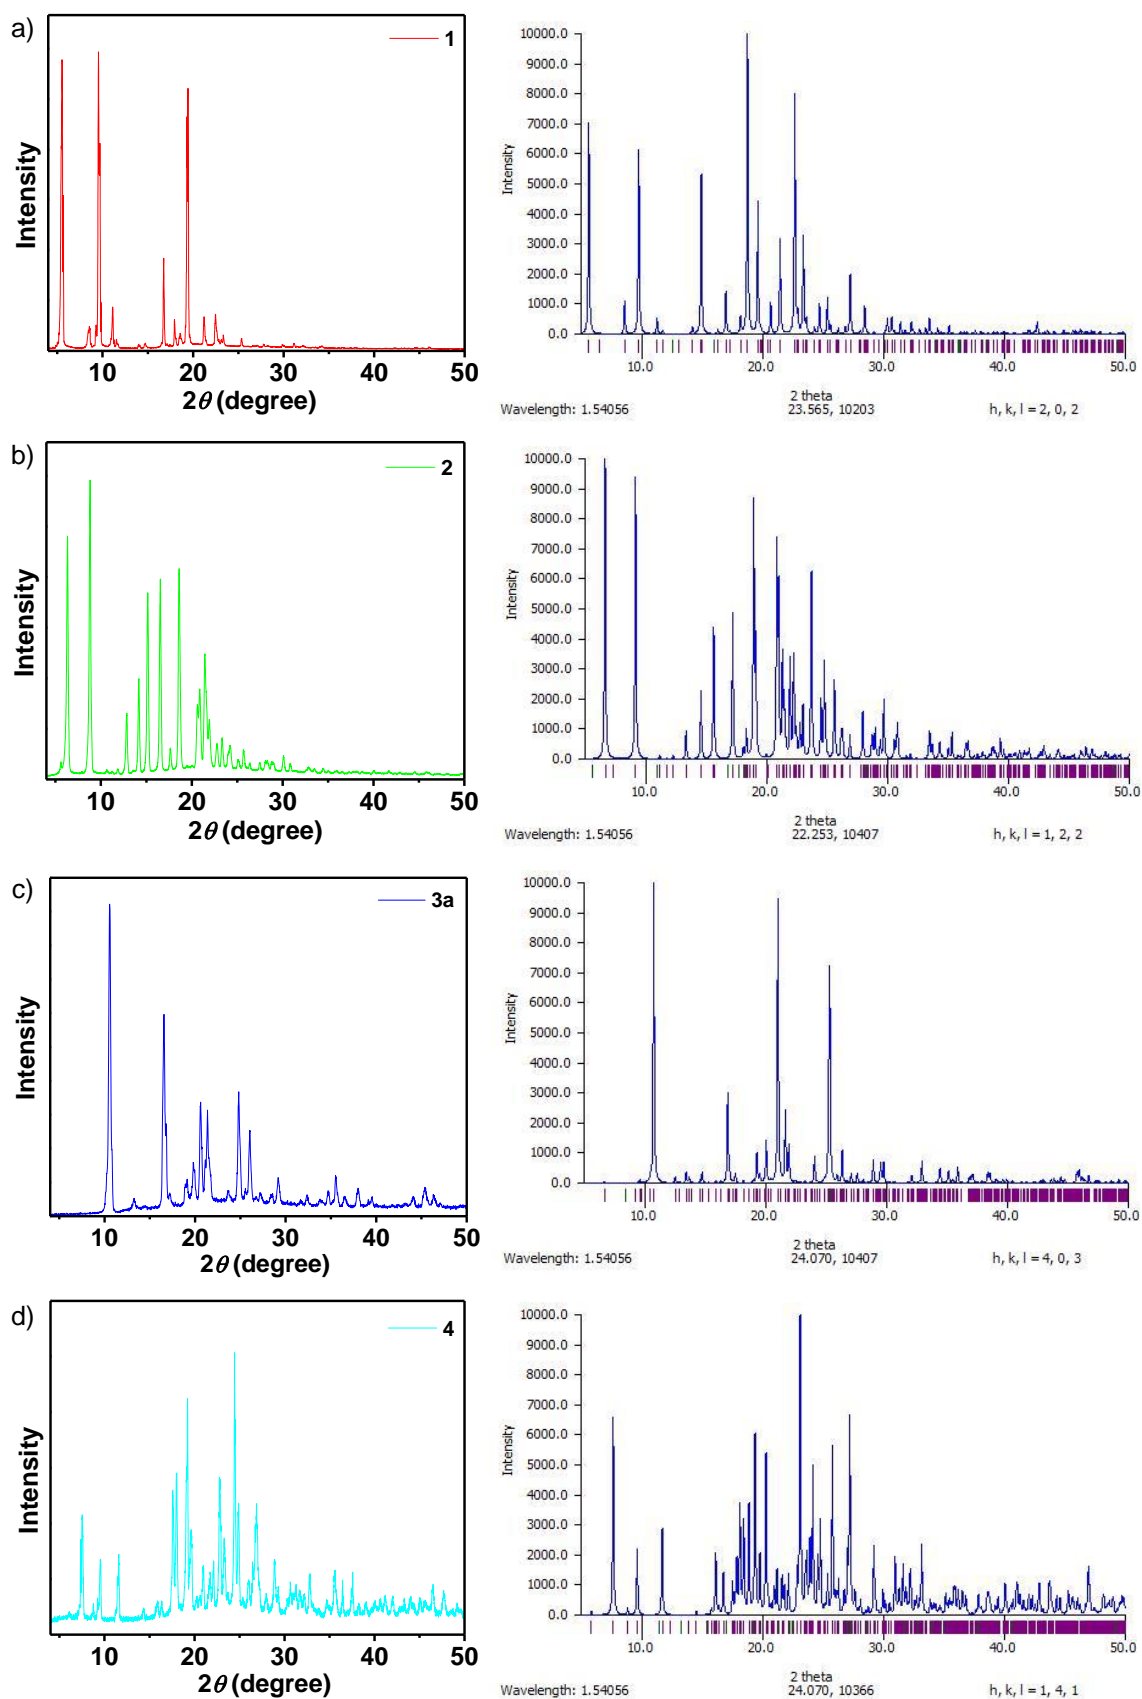 a)
1
Intensity
10 20 30 40 50
2θ (degree)
10000.0
9000.0
8000.0
7000.0
6000.0
5000.0
4000.0
3000.0
2000.0
1000.0
0.0
Intensity
10.0 20.0 30.0 40.0 50.0
2 theta
Wavelength: 1.54056 23.565, 10203 h, k, l = 2, 0, 2
b)
2
Intensity
10 20 30 40 50
2θ (degree)
10000.0
9000.0
8000.0
7000.0
6000.0
5000.0
4000.0
3000.0
2000.0
1000.0
0.0
Intensity
10.0 20.0 30.0 40.0 50.0
2 theta
Wavelength: 1.54056 22.253, 10407 h, k, l = 1, 2, 2
c)
3a
Intensity
10 20 30 40 50
2θ (degree)
10000.0
9000.0
8000.0
7000.0
6000.0
5000.0
4000.0
3000.0
2000.0
1000.0
0.0
Intensity
10.0 20.0 30.0 40.0 50.0
2 theta
Wavelength: 1.54056 24.070, 10407 h, k, l = 4, 0, 3
d)
4
Intensity
10 20 30 40 50
2θ (degree)
10000.0
9000.0
8000.0
7000.0
6000.0
5000.0
4000.0
3000.0
2000.0
1000.0
0.0
Intensity
10.0 20.0 30.0 40.0 50.0
2 theta
Wavelength: 1.54056 24.070, 10366 h, k, l = 1, 4, 1